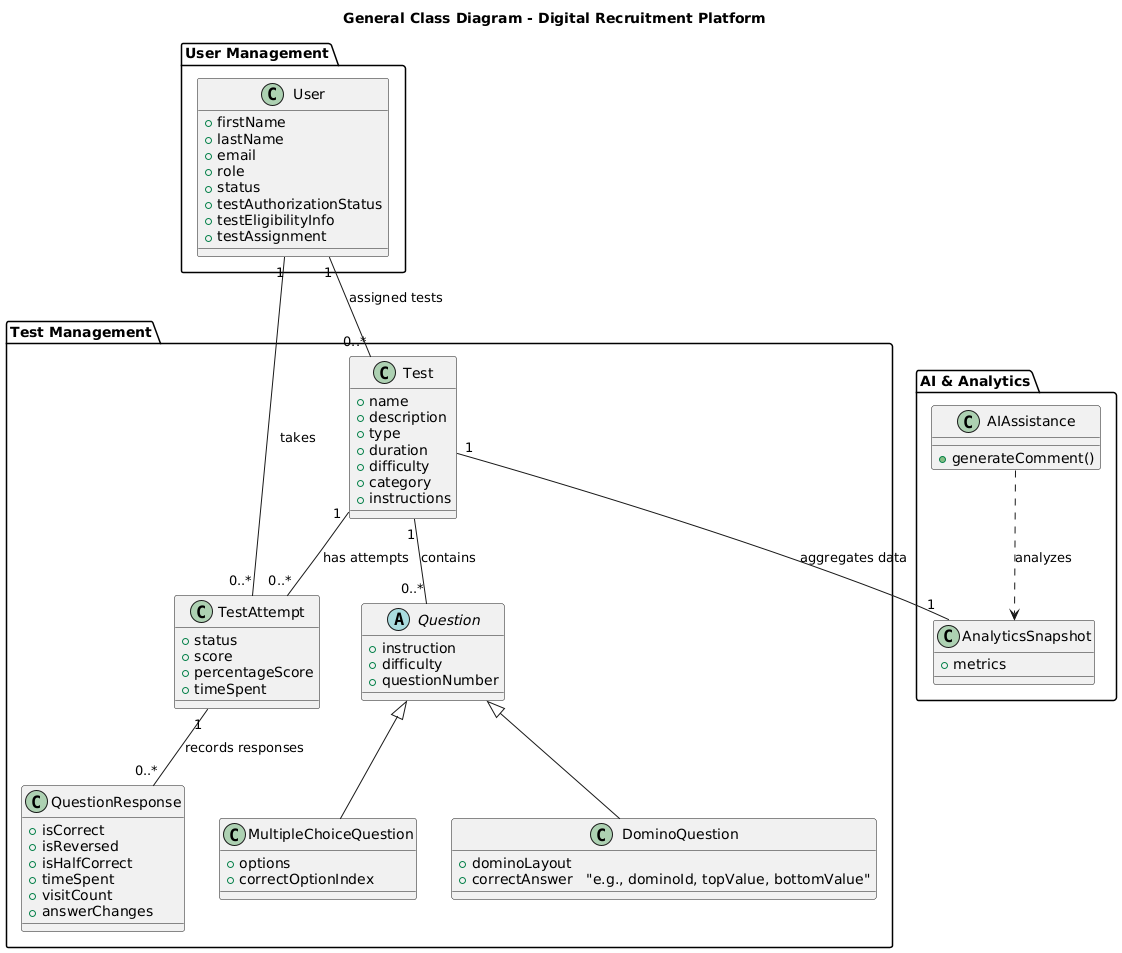 General Class Diagram - Digital Recruitment Platform
User Management
C User
firstName
lastName
email
role
status
testAuthorizationStatus
testEligibilityInfo
testAssignment
1
1
assigned tests
0..*
takes
0..*
Test Management
C Test
name
description
type
duration
difficulty
category
instructions
1
has attempts
0..*
1
contains
0..*
1
aggregates data
1
AI & Analytics
C AIAssistance
generateComment()
analyzes
C AnalyticsSnapshot
metrics
C TestAttempt
status
score
percentageScore
timeSpent
A Question
instruction
difficulty
questionNumber
1
records responses
0..*
C QuestionResponse
isCorrect
isReversed
isHalfCorrect
timeSpent
visitCount
answerChanges
C MultipleChoiceQuestion
options
correctOptionIndex
C DominoQuestion
dominoLayout
correctAnswer "e.g., dominoId, topValue, bottomValue"